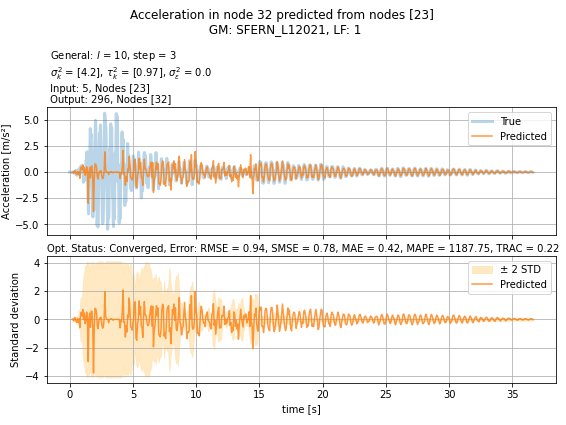 Acceleration in node 32 predicted from nodes [23]
GM: SFERN_L12021, LF: 1
General: l = 10, step = 3
σ²ₖ = [4.2], τ²ₖ = [0.97], σ²ε = 0.0
Input: 5, Nodes [23]
Output: 296, Nodes [32]
5.0
2.5
0.0
−2.5
−5.0
Acceleration [m/s²]
True
Predicted
Opt. Status: Converged, Error: RMSE = 0.94, SMSE = 0.78, MAE = 0.42, MAPE = 1187.75, TRAC = 0.22
4
2
0
−2
−4
Standard deviation
± 2 STD
Predicted
0 5 10 15 20 25 30 35
time [s]